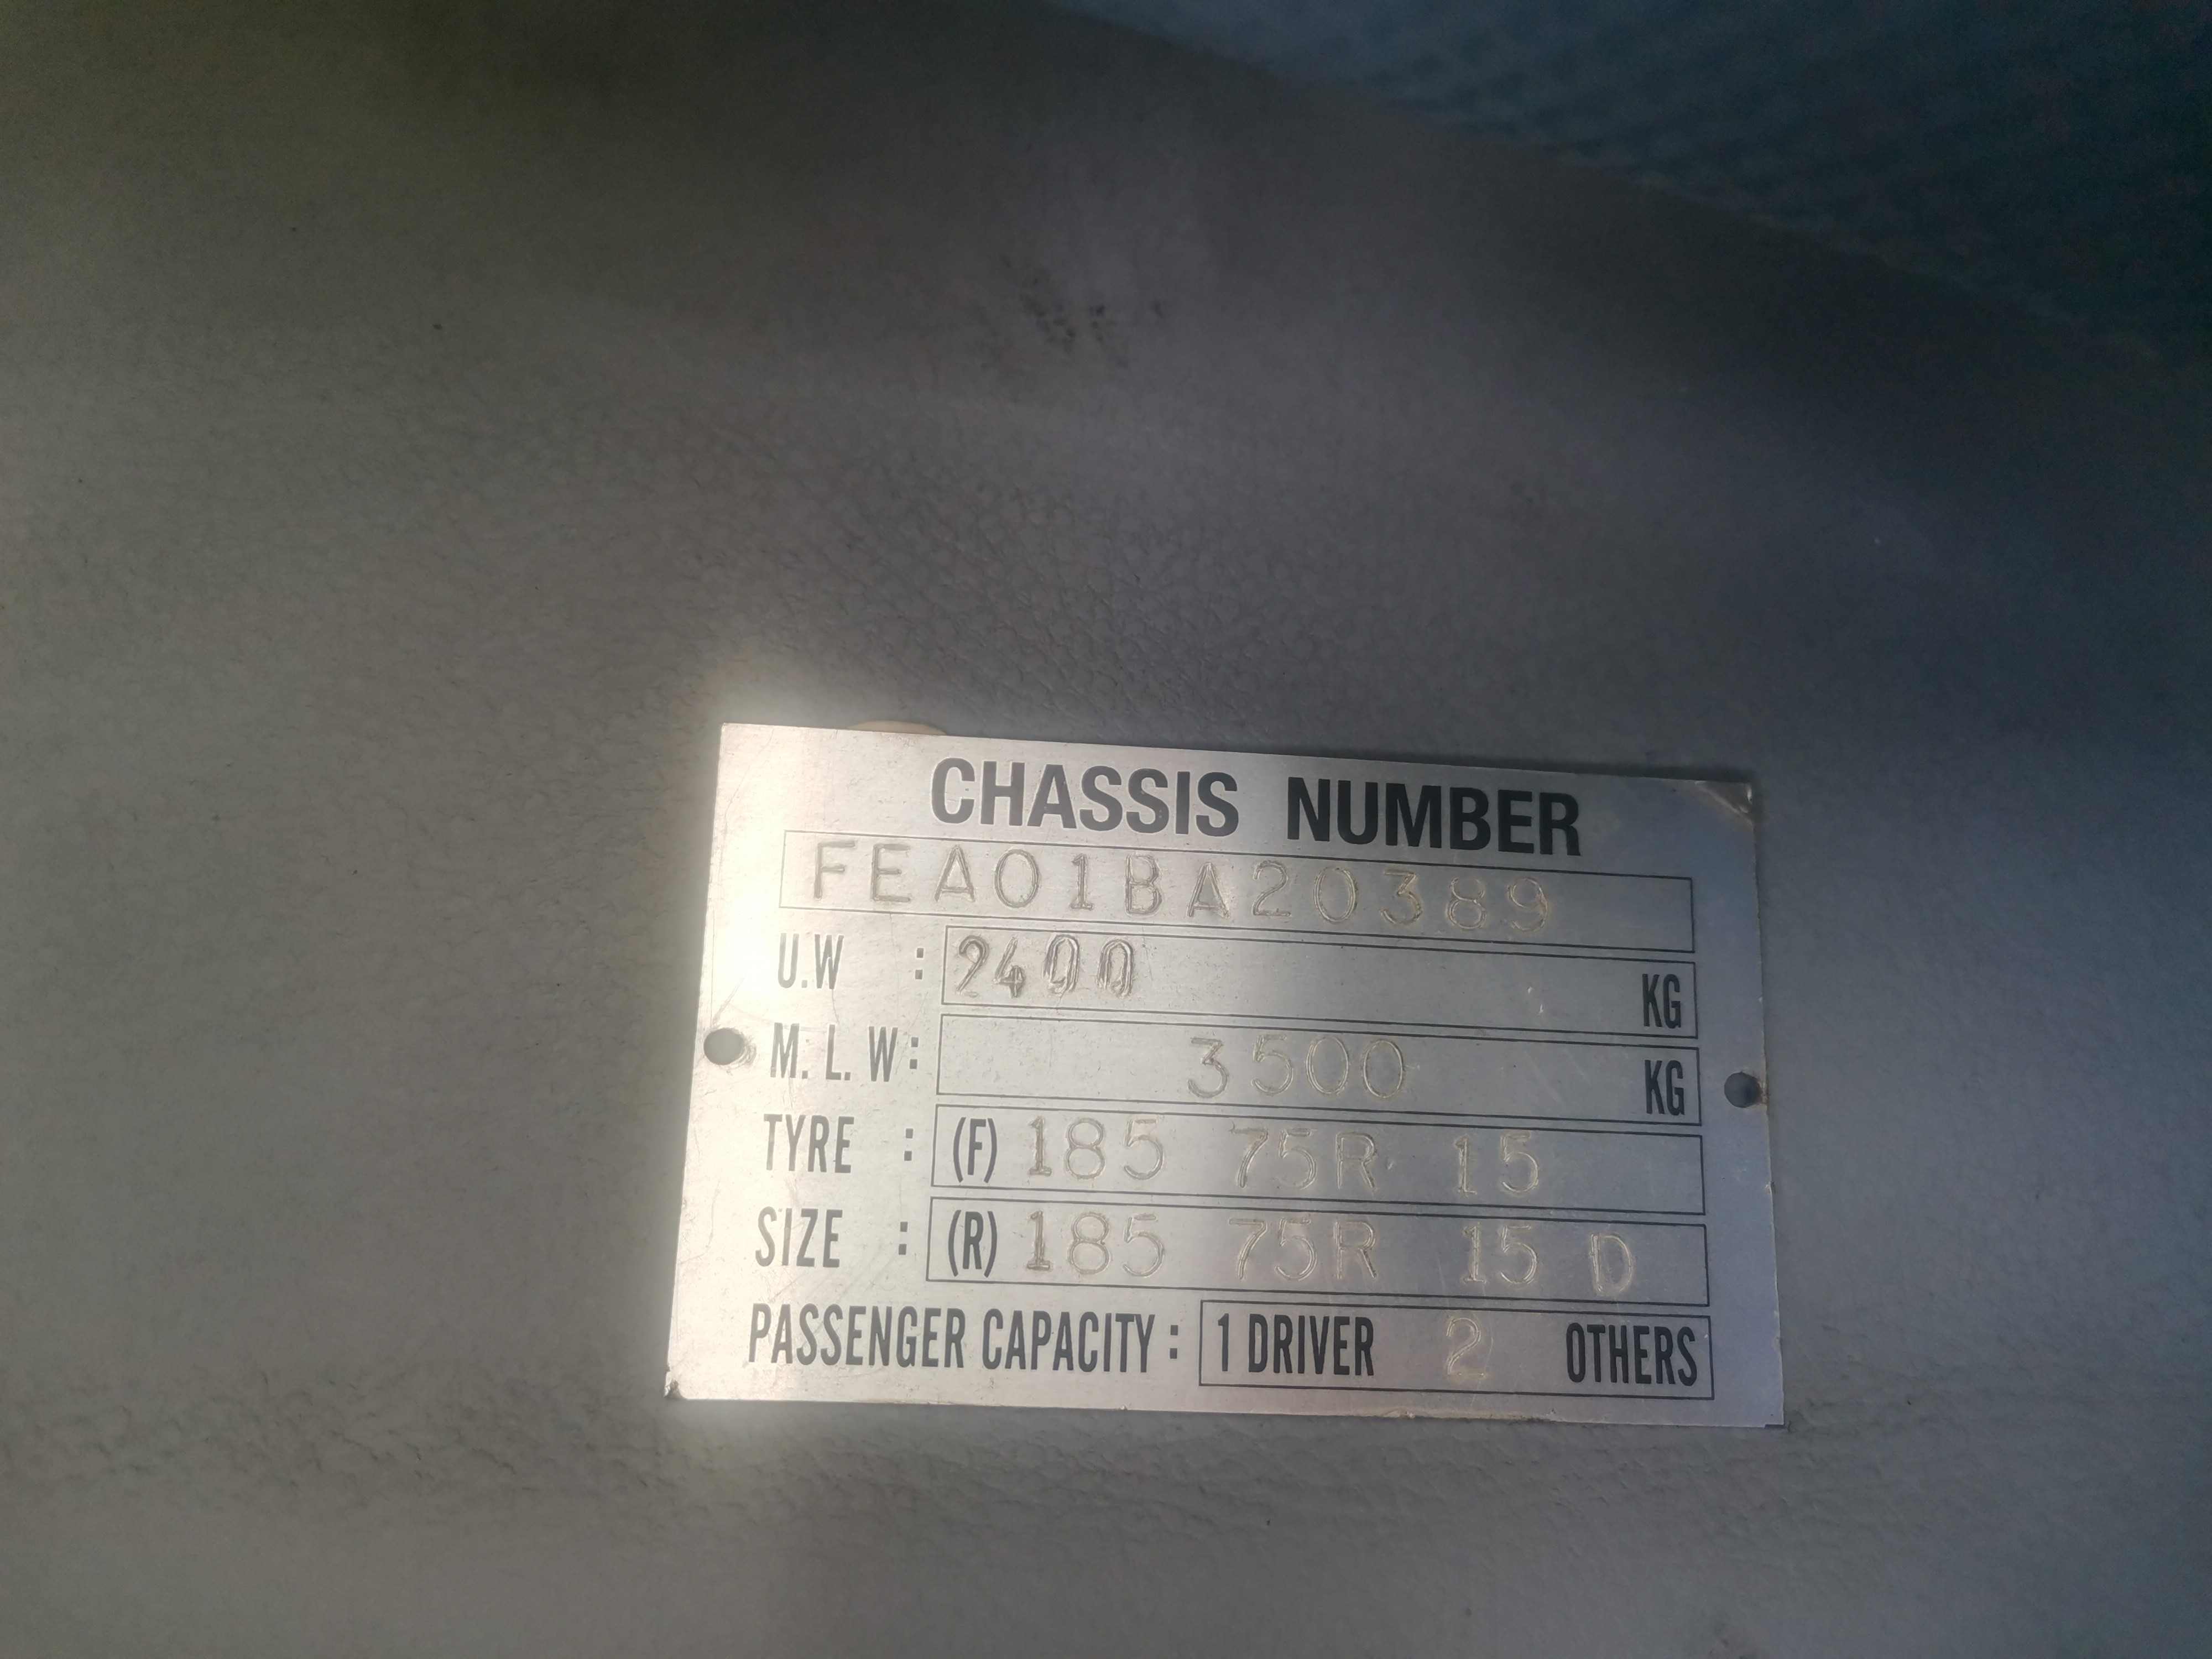 CHASSIS NUMBER
FEA01BA20389
U.W : 2400 KG
M. L. W : 3500 KG
TYRE : (F) 185 75R 15
SIZE : (R) 185 75R 15 D
PASSENGER CAPACITY : 1 DRIVER 2 OTHERS